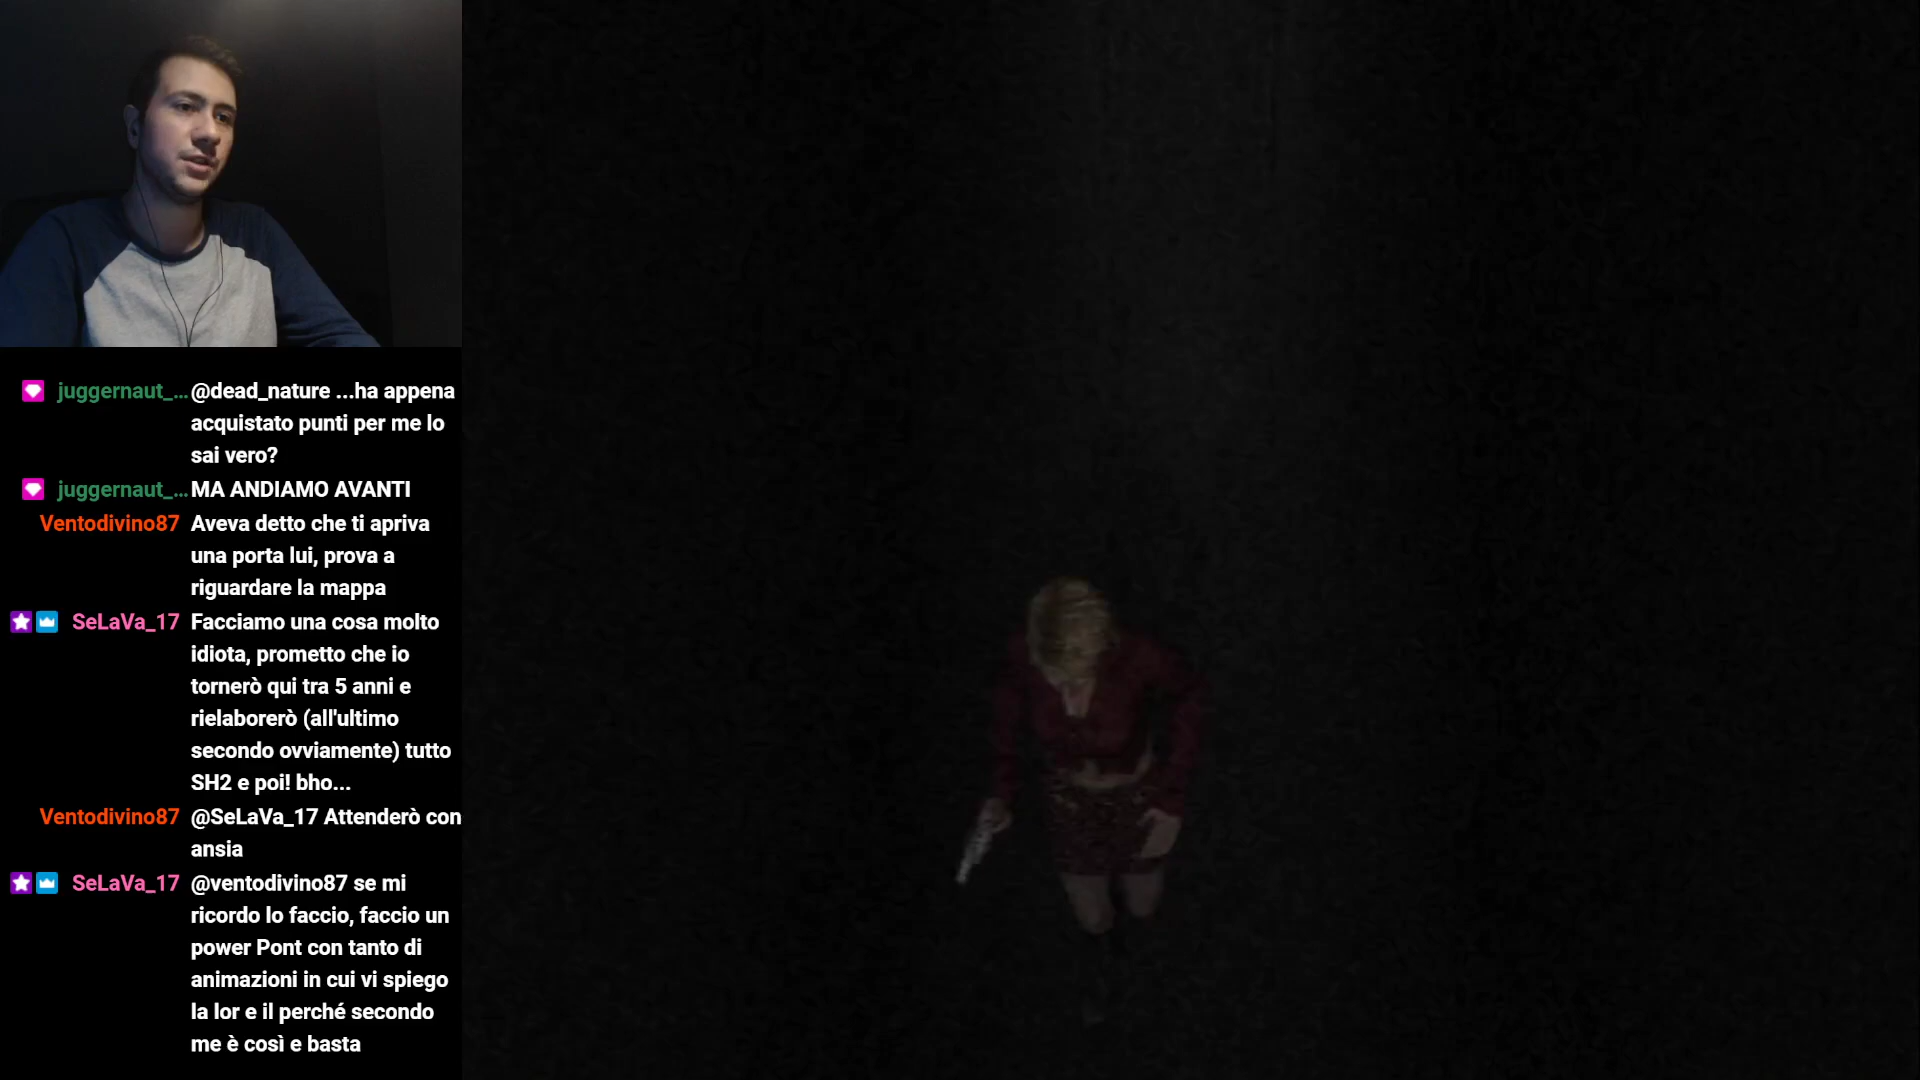 juggernaut_... @dead_nature ...ha appena
acquistato punti per me lo
sai vero?
juggernaut_... MA ANDIAMO AVANTI
Ventodivino87 Aveva detto che ti apriva
una porta lui, prova a
riguardare la mappa
SeLaVa_17 Facciamo una cosa molto
idiota, prometto che io
tornerò qui tra 5 anni e
rielaborerò (all'ultimo
secondo ovviamente) tutto
SH2 e poi! bho...
Ventodivino87 @SeLaVa_17 Attenderò con
ansia
SeLaVa_17 @ventodivino87 se mi
ricordo lo faccio, faccio un
power Pont con tanto di
animazioni in cui vi spiego
la lor e il perché secondo
me è così e basta